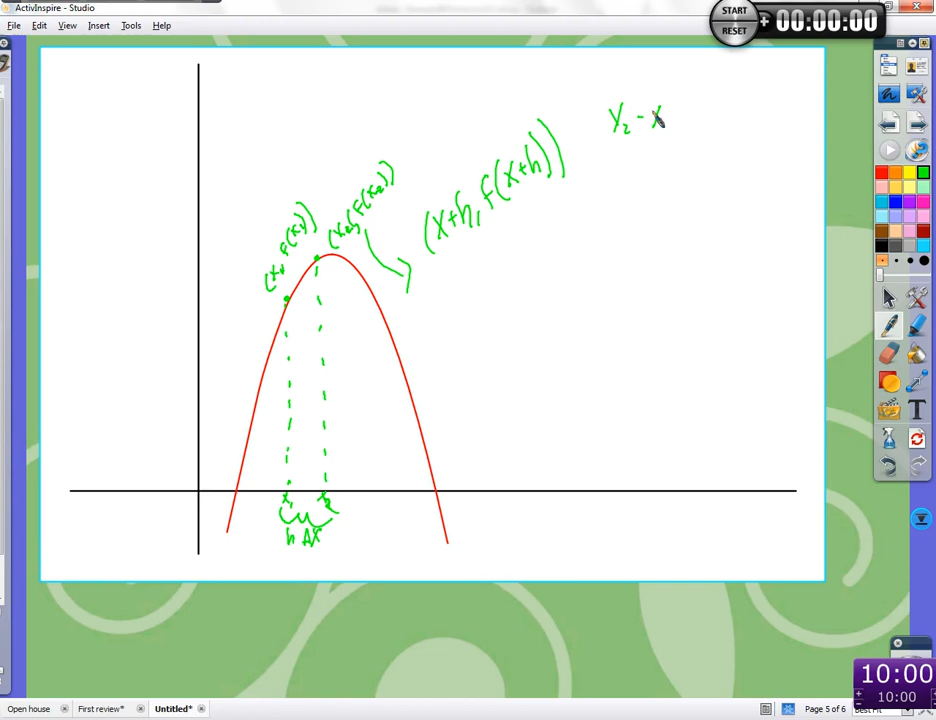 ActivInspire - Studio
File Edit View Insert Tools Help
START
RESET
+ 00:00:00
Y₂ - x
(x+h, f(x+h))
(x₂, f(x₂))
(x₁, f(x₁))
x₁ x₂
h Δx
10:00
10:00
Open house First review* Untitled* Page 5 of 6 Best Fit